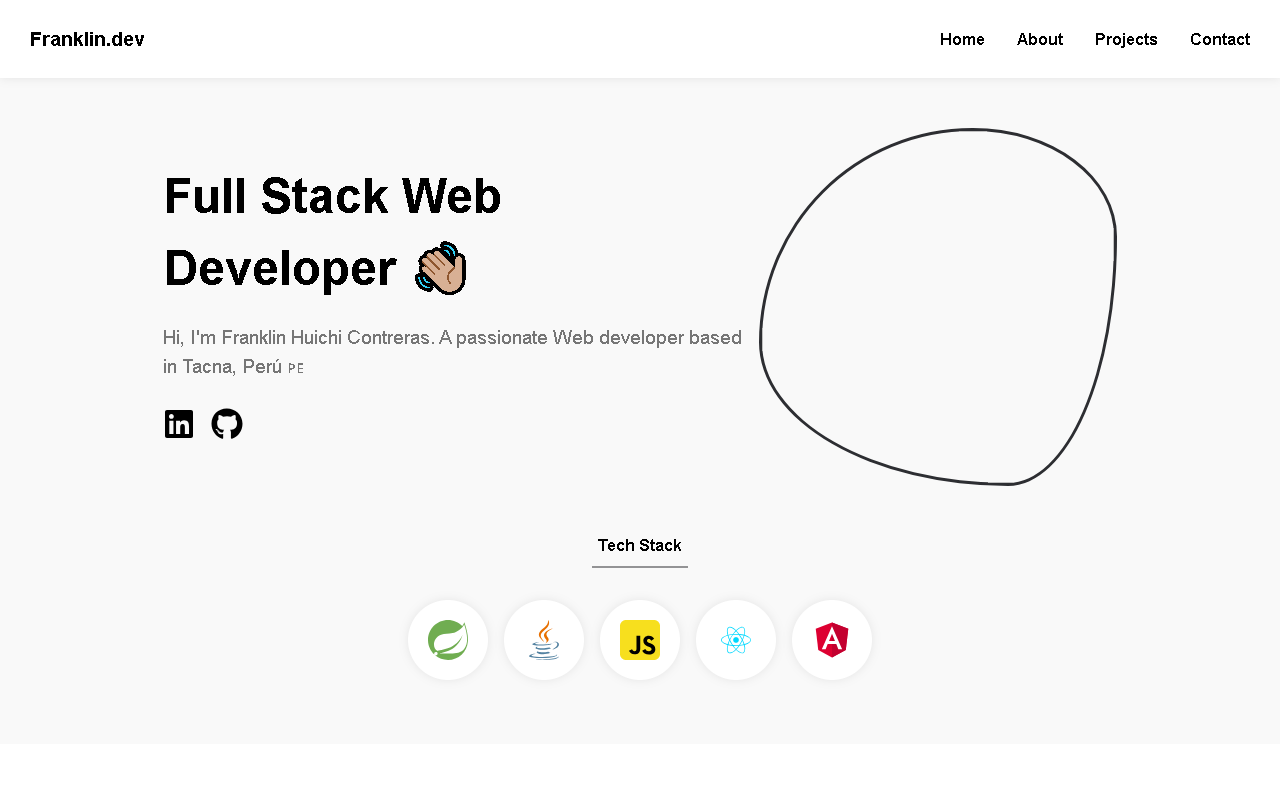 Franklin.dev
Home About Projects Contact
Full Stack Web
Developer 👋🏽
Hi, I'm Franklin Huichi Contreras. A passionate Web developer based
in Tacna, Perú PE
in
Tech Stack
JS
A